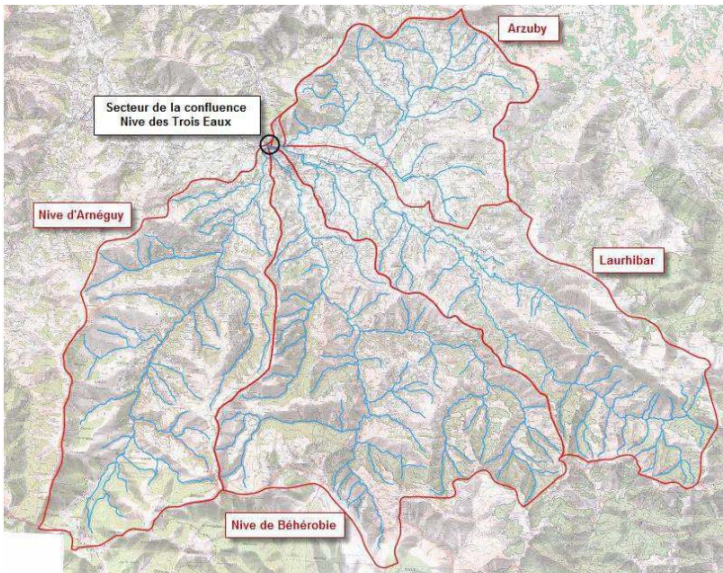 Arzuby
Secteur de la confluence
Nive des Trois Eaux
Nive d'Arnéguy
Laurhibar
Nive de Béhérobie